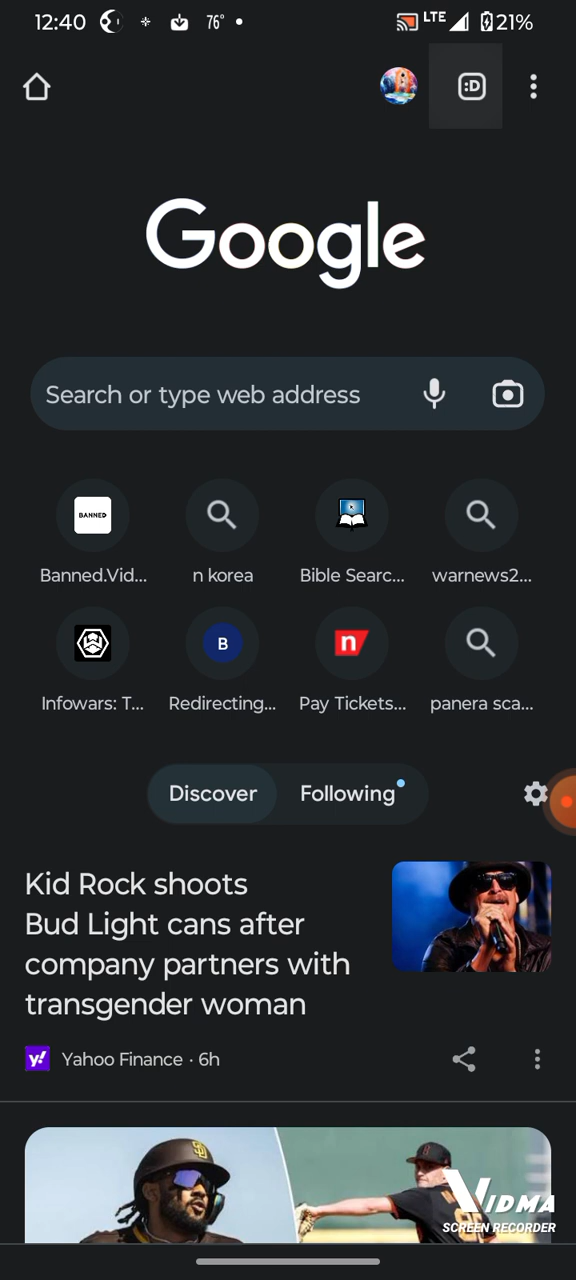 12:40 76° LTE 21%
:D
Google
Search or type web address
BANNED
Banned.Vid... n korea Bible Searc... warnews2...
B n
Infowars: T... Redirecting... Pay Tickets... panera sca...
Discover Following
Kid Rock shoots
Bud Light cans after
company partners with
transgender woman
y! Yahoo Finance · 6h
VIDMA
SCREEN RECORDER